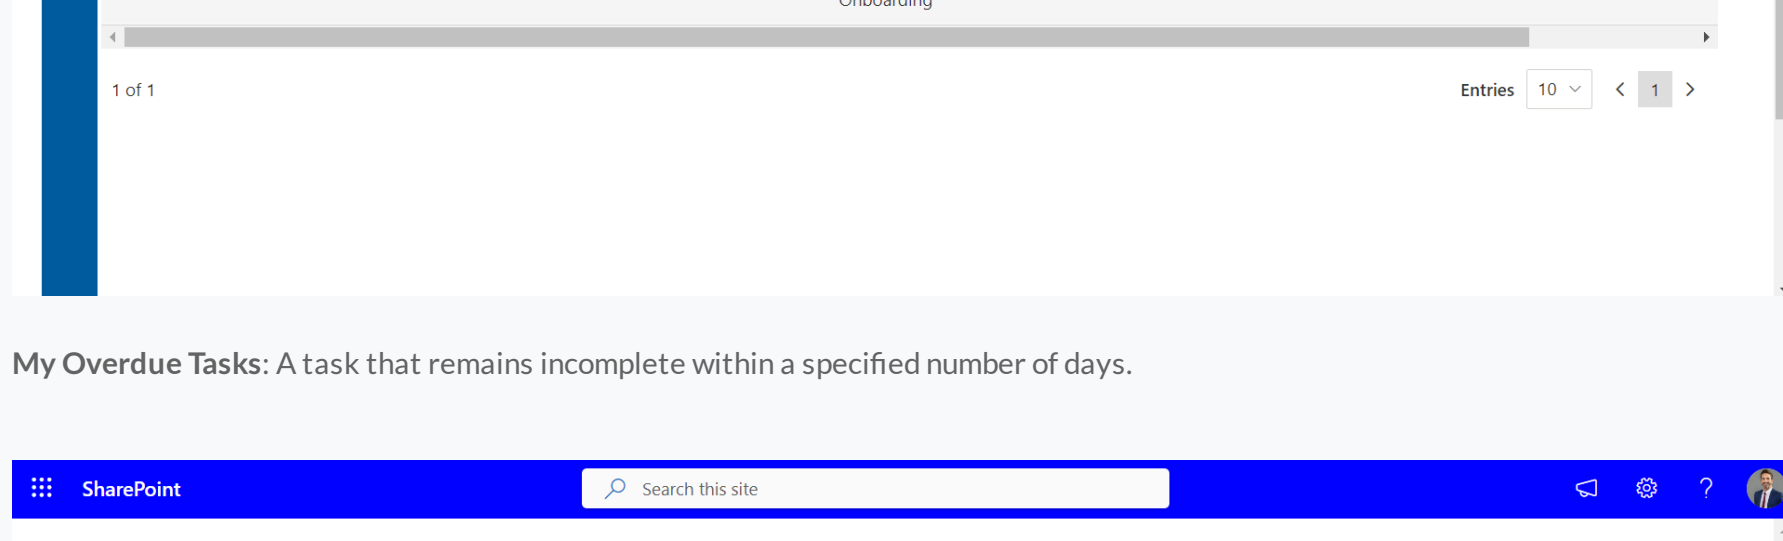 Onboarding
1 of 1
Entries 10 1
My Overdue Tasks: A task that remains incomplete within a specified number of days.
SharePoint Search this site